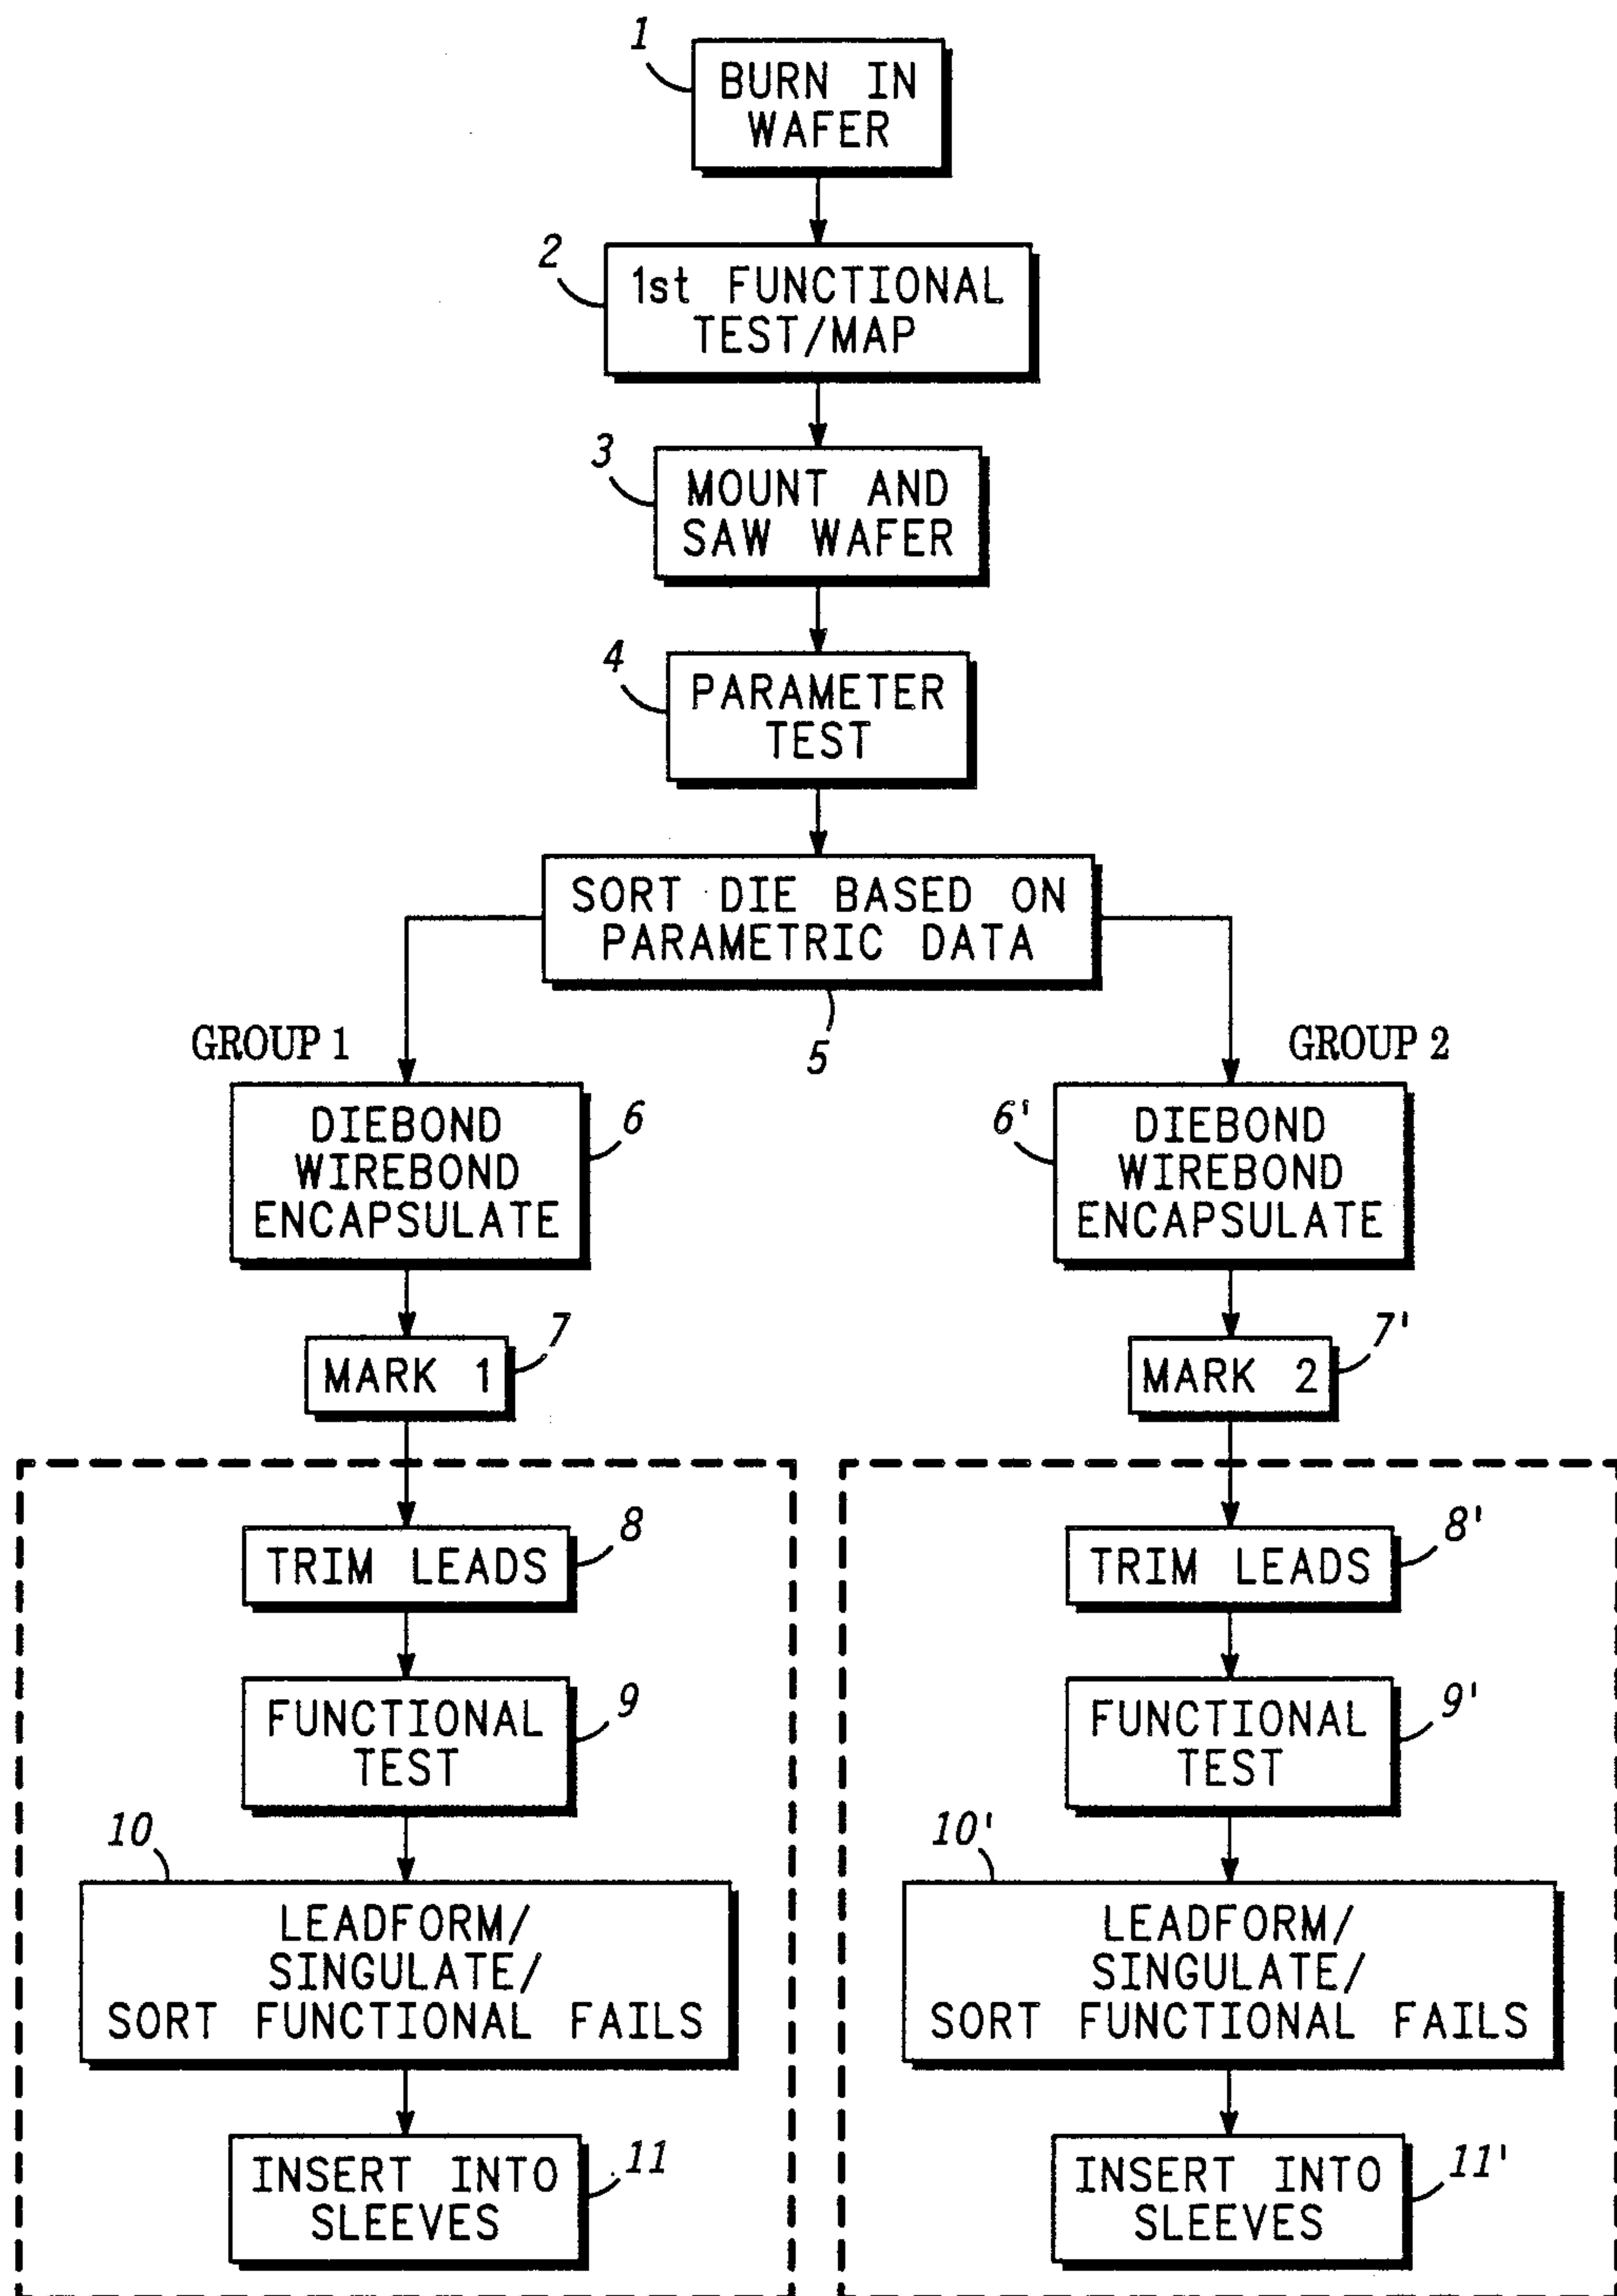 1
BURN IN
WAFER
2
1st FUNCTIONAL
TEST/MAP
3
MOUNT AND
SAW WAFER
4
PARAMETER
TEST
SORT DIE BASED ON
PARAMETRIC DATA
5
GROUP 1
DIEBOND
WIREBOND
ENCAPSULATE
6
MARK 1
7
TRIM LEADS
8
FUNCTIONAL
TEST
9
10
LEADFORM/
SINGULATE/
SORT FUNCTIONAL FAILS
INSERT INTO
SLEEVES
11
GROUP 2
6'
DIEBOND
WIREBOND
ENCAPSULATE
MARK 2
7'
TRIM LEADS
8'
FUNCTIONAL
TEST
9'
10'
LEADFORM/
SINGULATE/
SORT FUNCTIONAL FAILS
INSERT INTO
SLEEVES
11'